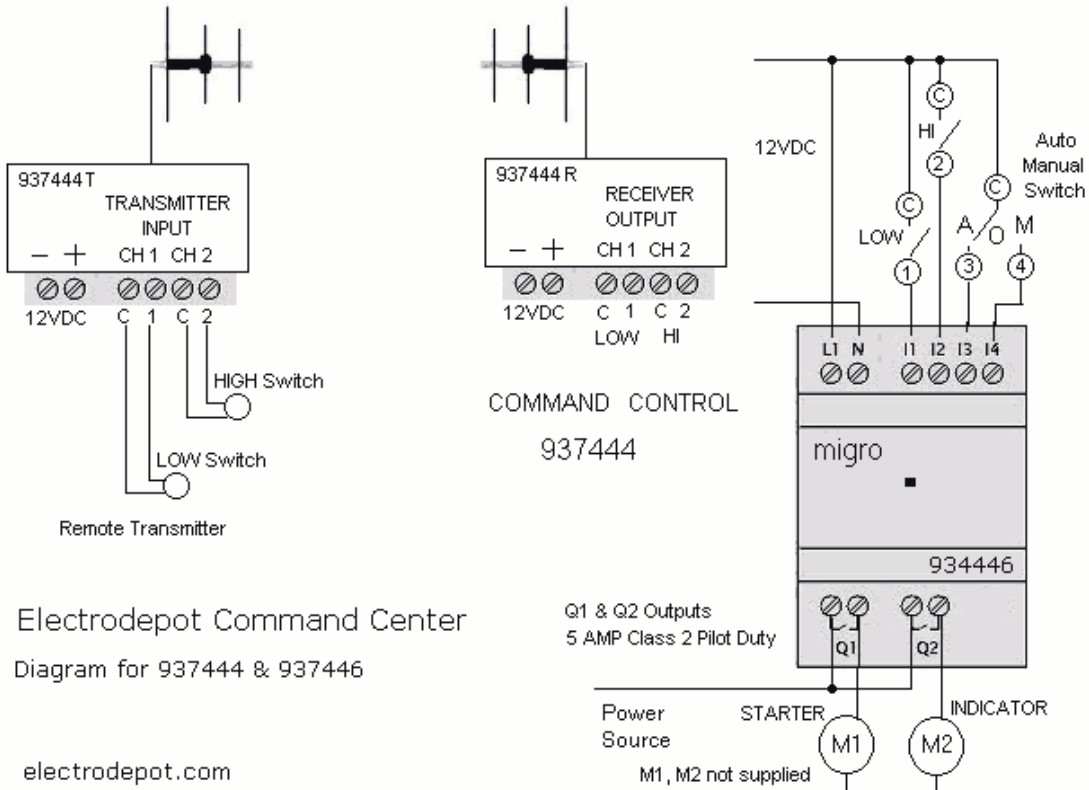 937444T
TRANSMITTER
INPUT
— + CH 1 CH 2
12VDC C 1 C 2
HIGH Switch
LOW Switch
Remote Transmitter
937444R
RECEIVER
OUTPUT
— + CH 1 CH 2
12VDC C 1 C 2
LOW HI
COMMAND CONTROL
937444
12VDC
C
HI
2
C
LOW
1
Auto
Manual
Switch
C
A O M
3 4
L1 N I1 I2 I3 I4
migro
934446
Q1 Q2
Electrodepot Command Center
Diagram for 937444 & 937446
electrodepot.com
Q1 & Q2 Outputs
5 AMP Class 2 Pilot Duty
Power
Source
STARTER
M1
INDICATOR
M2
M1, M2 not supplied